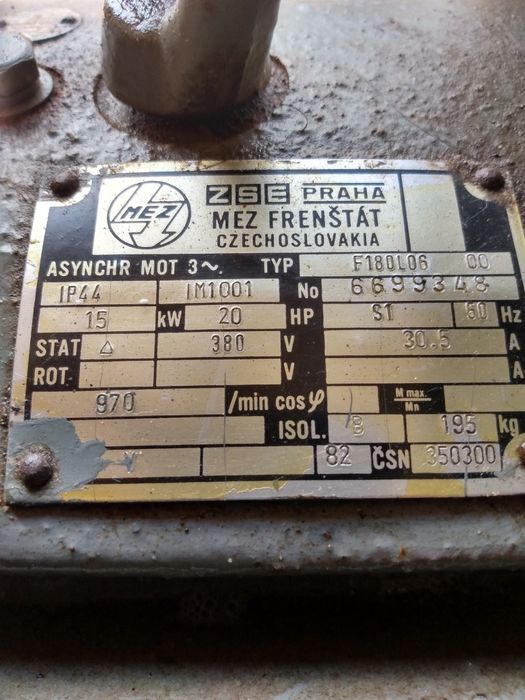 MEZ ZSE PRAHA
MEZ FRENŠTÁT
CZECHOSLOVAKIA
ASYNCHR MOT 3~. TYP F180L06 00
IP44 IM1001 No 6699348
15 kW 20 HP S1 Hz
STAT △ 380 V 30.5 A
ROT. V A
970 /min cos φ M max. / Mn
ISOL. B 195 kg
82 ČSN 350300